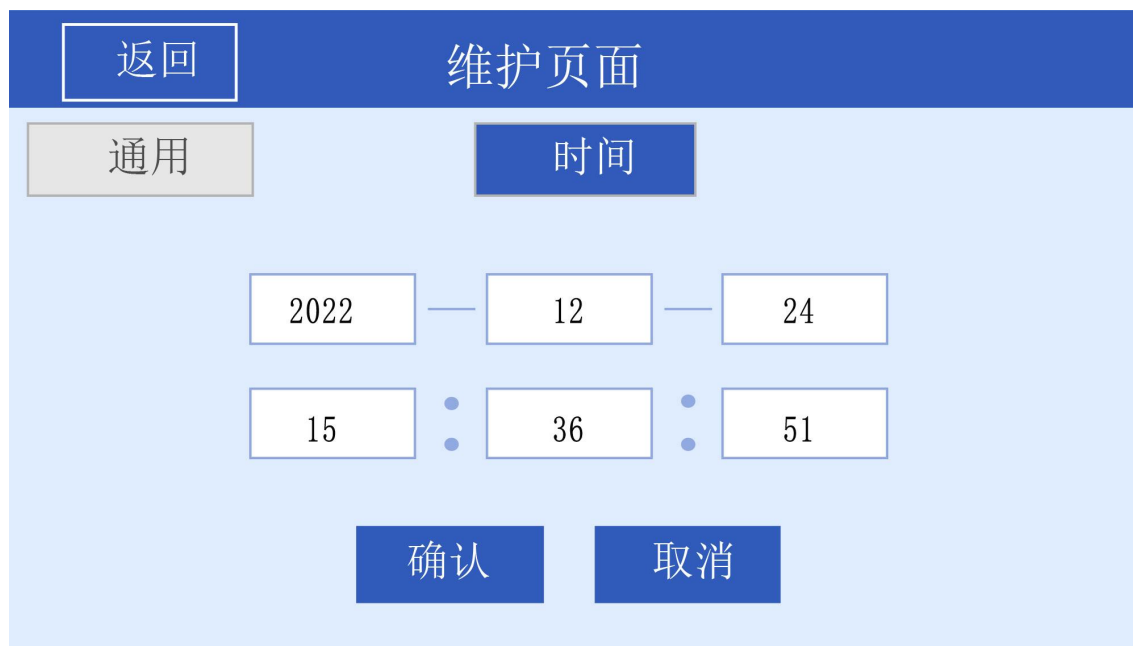 返回 维护页面
通用 时间
2022 — 12 — 24
15 : 36 : 51
确认 取消